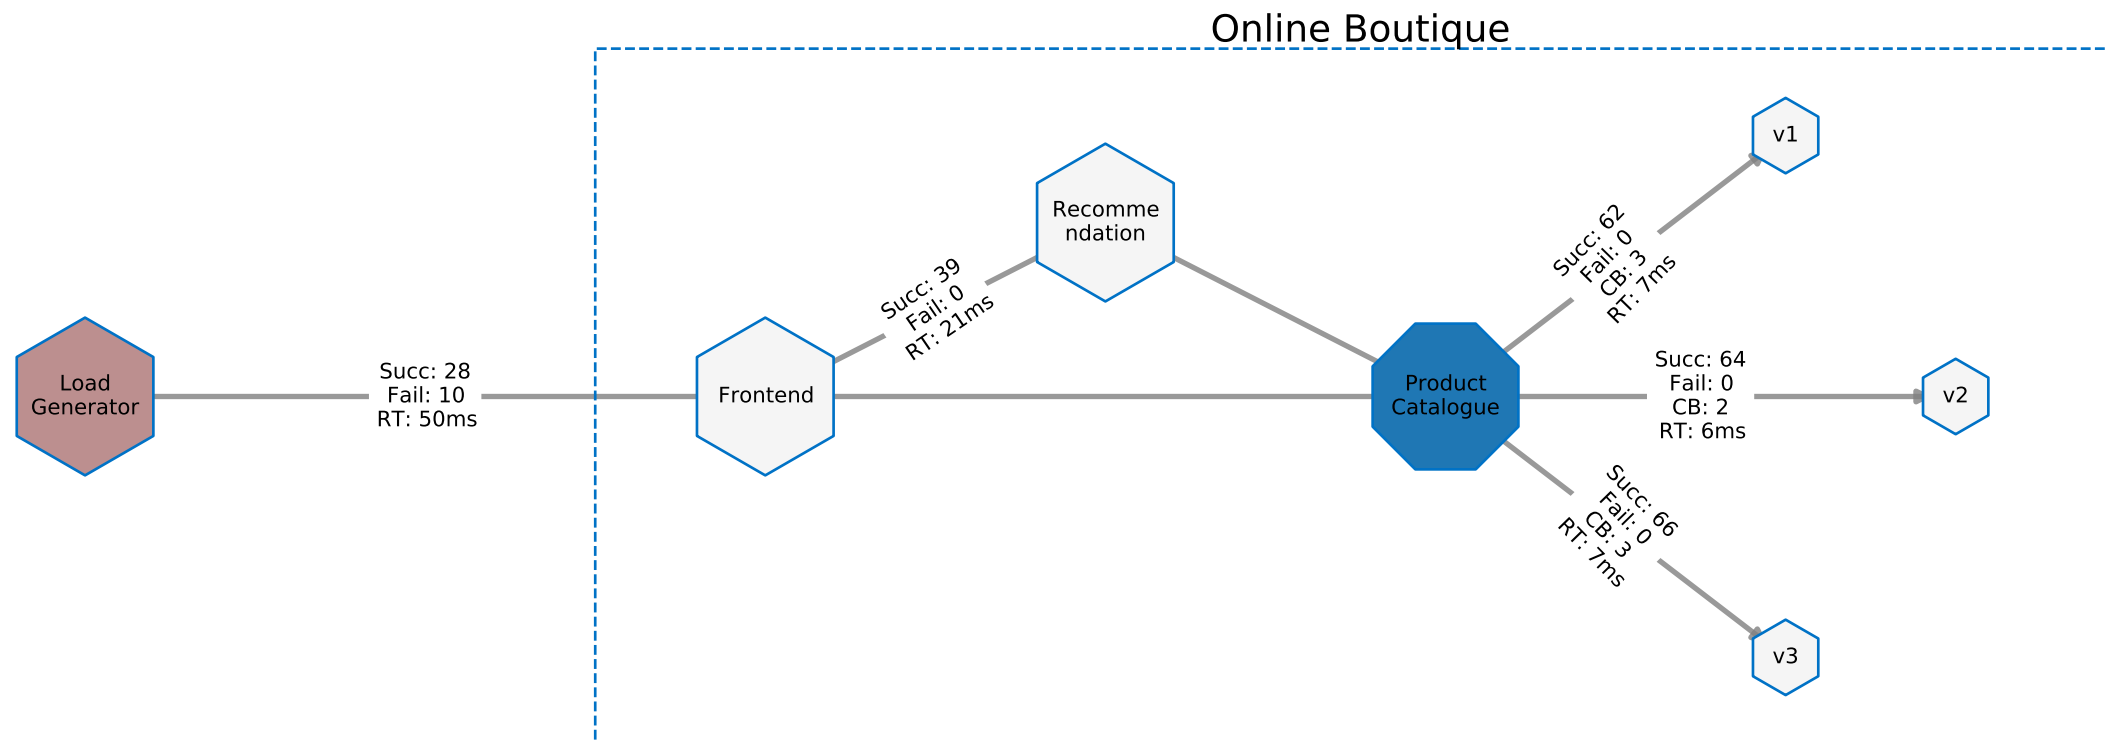 Online Boutique
Load
Generator
Succ: 28
Fail: 10
RT: 50ms
Frontend
Succ: 39
Fail: 0
RT: 21ms
Recomme
ndation
Product
Catalogue
Succ: 62
Fail: 0
CB: 3
RT: 7ms
v1
Succ: 64
Fail: 0
CB: 2
RT: 6ms
v2
Succ: 66
Fail: 0
CB: 3
RT: 7ms
v3